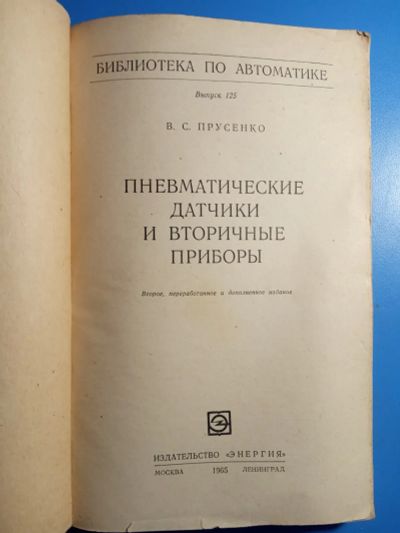 БИБЛИОТЕКА ПО АВТОМАТИКЕ
Выпуск 125
В. С. ПРУСЕНКО
ПНЕВМАТИЧЕСКИЕ
ДАТЧИКИ
И ВТОРИЧНЫЕ
ПРИБОРЫ
Второе, переработанное и дополненное издание
ИЗДАТЕЛЬСТВО «ЭНЕРГИЯ»
МОСКВА 1965 ЛЕНИНГРАД